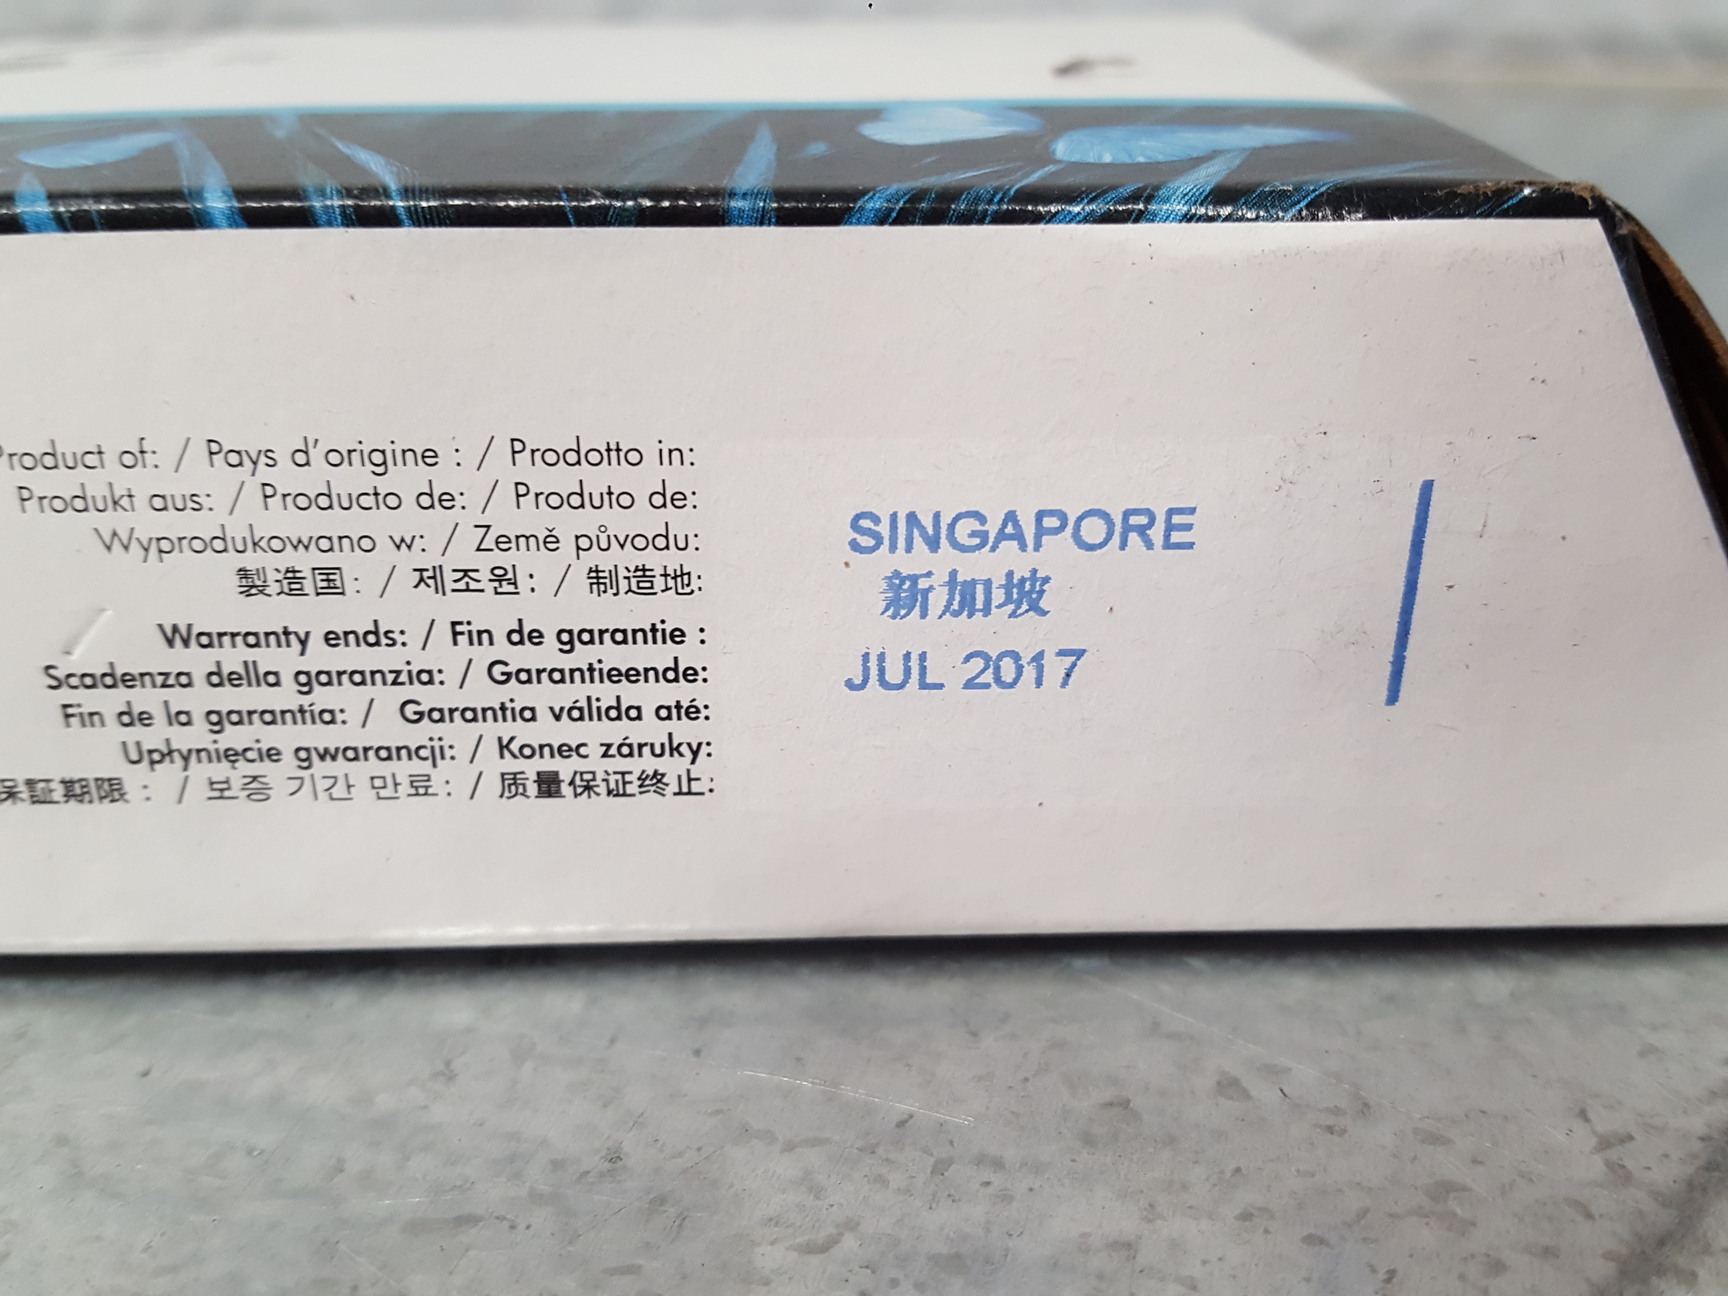 Product of: / Pays d'origine : / Prodotto in:
Produkt aus: / Producto de: / Produto de:
Wyprodukowano w: / Země původu:
製造国: / 제조원: / 制造地:
SINGAPORE
新加坡
Warranty ends: / Fin de garantie :
Scadenza della garanzia: / Garantieende:
Fin de la garantía: / Garantia válida até:
Upłynięcie gwarancji: / Konec záruky:
保証期限 : / 보증 기간 만료: / 质量保证终止:
JUL 2017